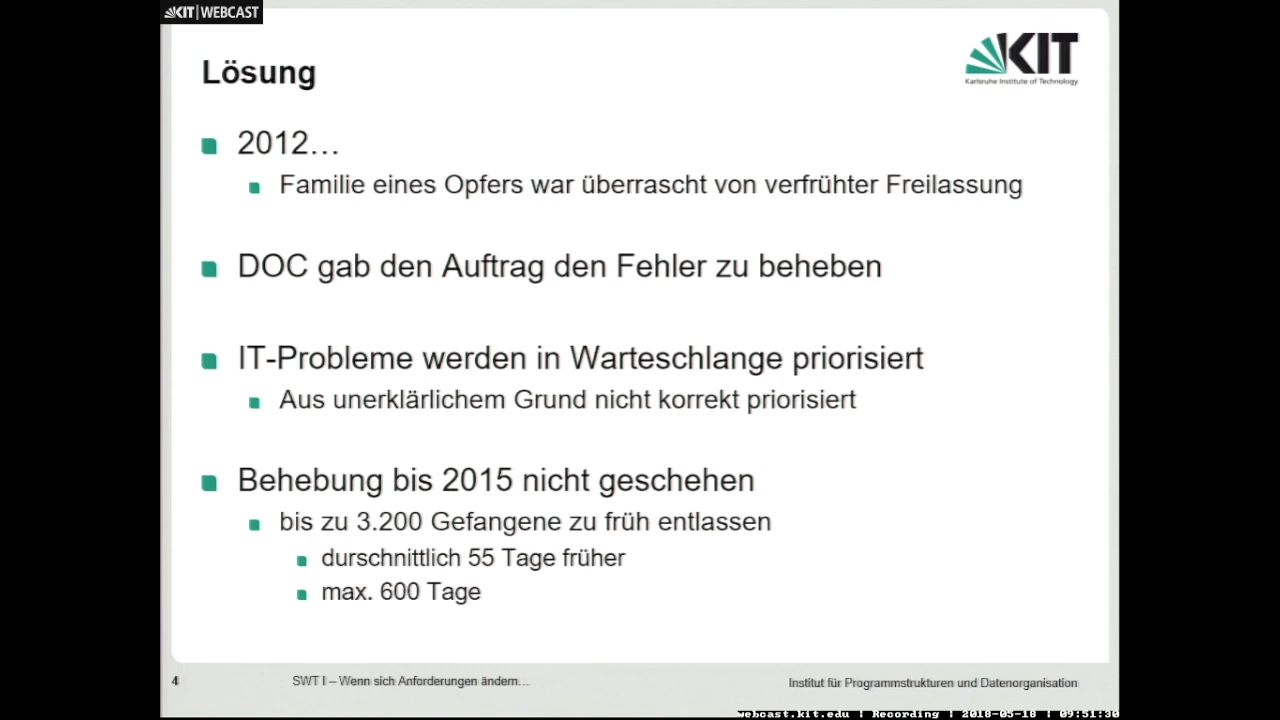 KIT | WEBCAST
Lösung
KIT
Karlsruhe Institute of Technology
2012…
Familie eines Opfers war überrascht von verfrühter Freilassung
DOC gab den Auftrag den Fehler zu beheben
IT-Probleme werden in Warteschlange priorisiert
Aus unerklärlichem Grund nicht korrekt priorisiert
Behebung bis 2015 nicht geschehen
bis zu 3.200 Gefangene zu früh entlassen
durschnittlich 55 Tage früher
max. 600 Tage
4 SWT I – Wenn sich Anforderungen ändern… Institut für Programmstrukturen und Datenorganisation
webcast.kit.edu | Recording | 2018-05-18 | 09:51:30